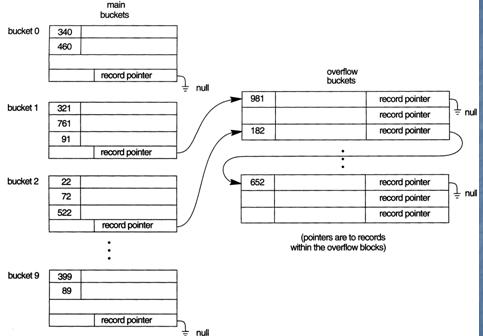 main
buckets
bucket 0
340
460
record pointer
null
bucket 1
321
761
91
record pointer
bucket 2
22
72
522
record pointer
bucket 9
399
89
record pointer
null
overflow
buckets
981
record pointer
null
record pointer
182
record pointer
652
record pointer
null
record pointer
record pointer
(pointers are to records
within the overflow blocks)